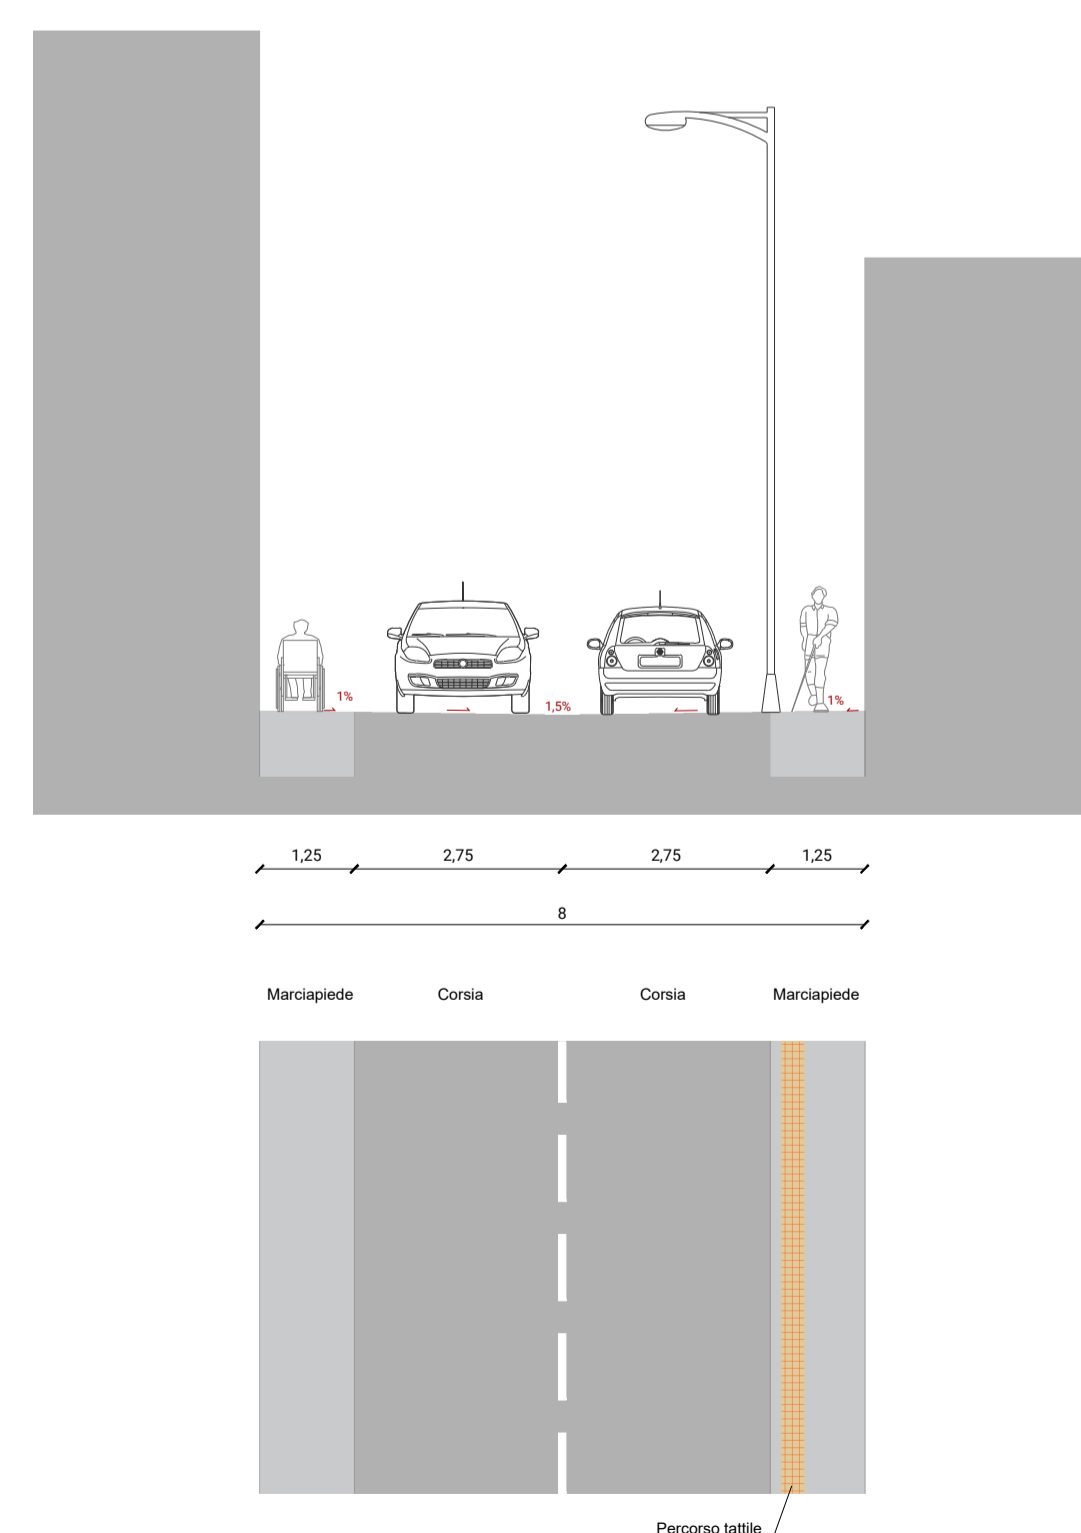 1%
1,5%
1%
1,25 2,75 2,75 1,25
8
Marciapiede Corsia Corsia Marciapiede
Percorso tattile